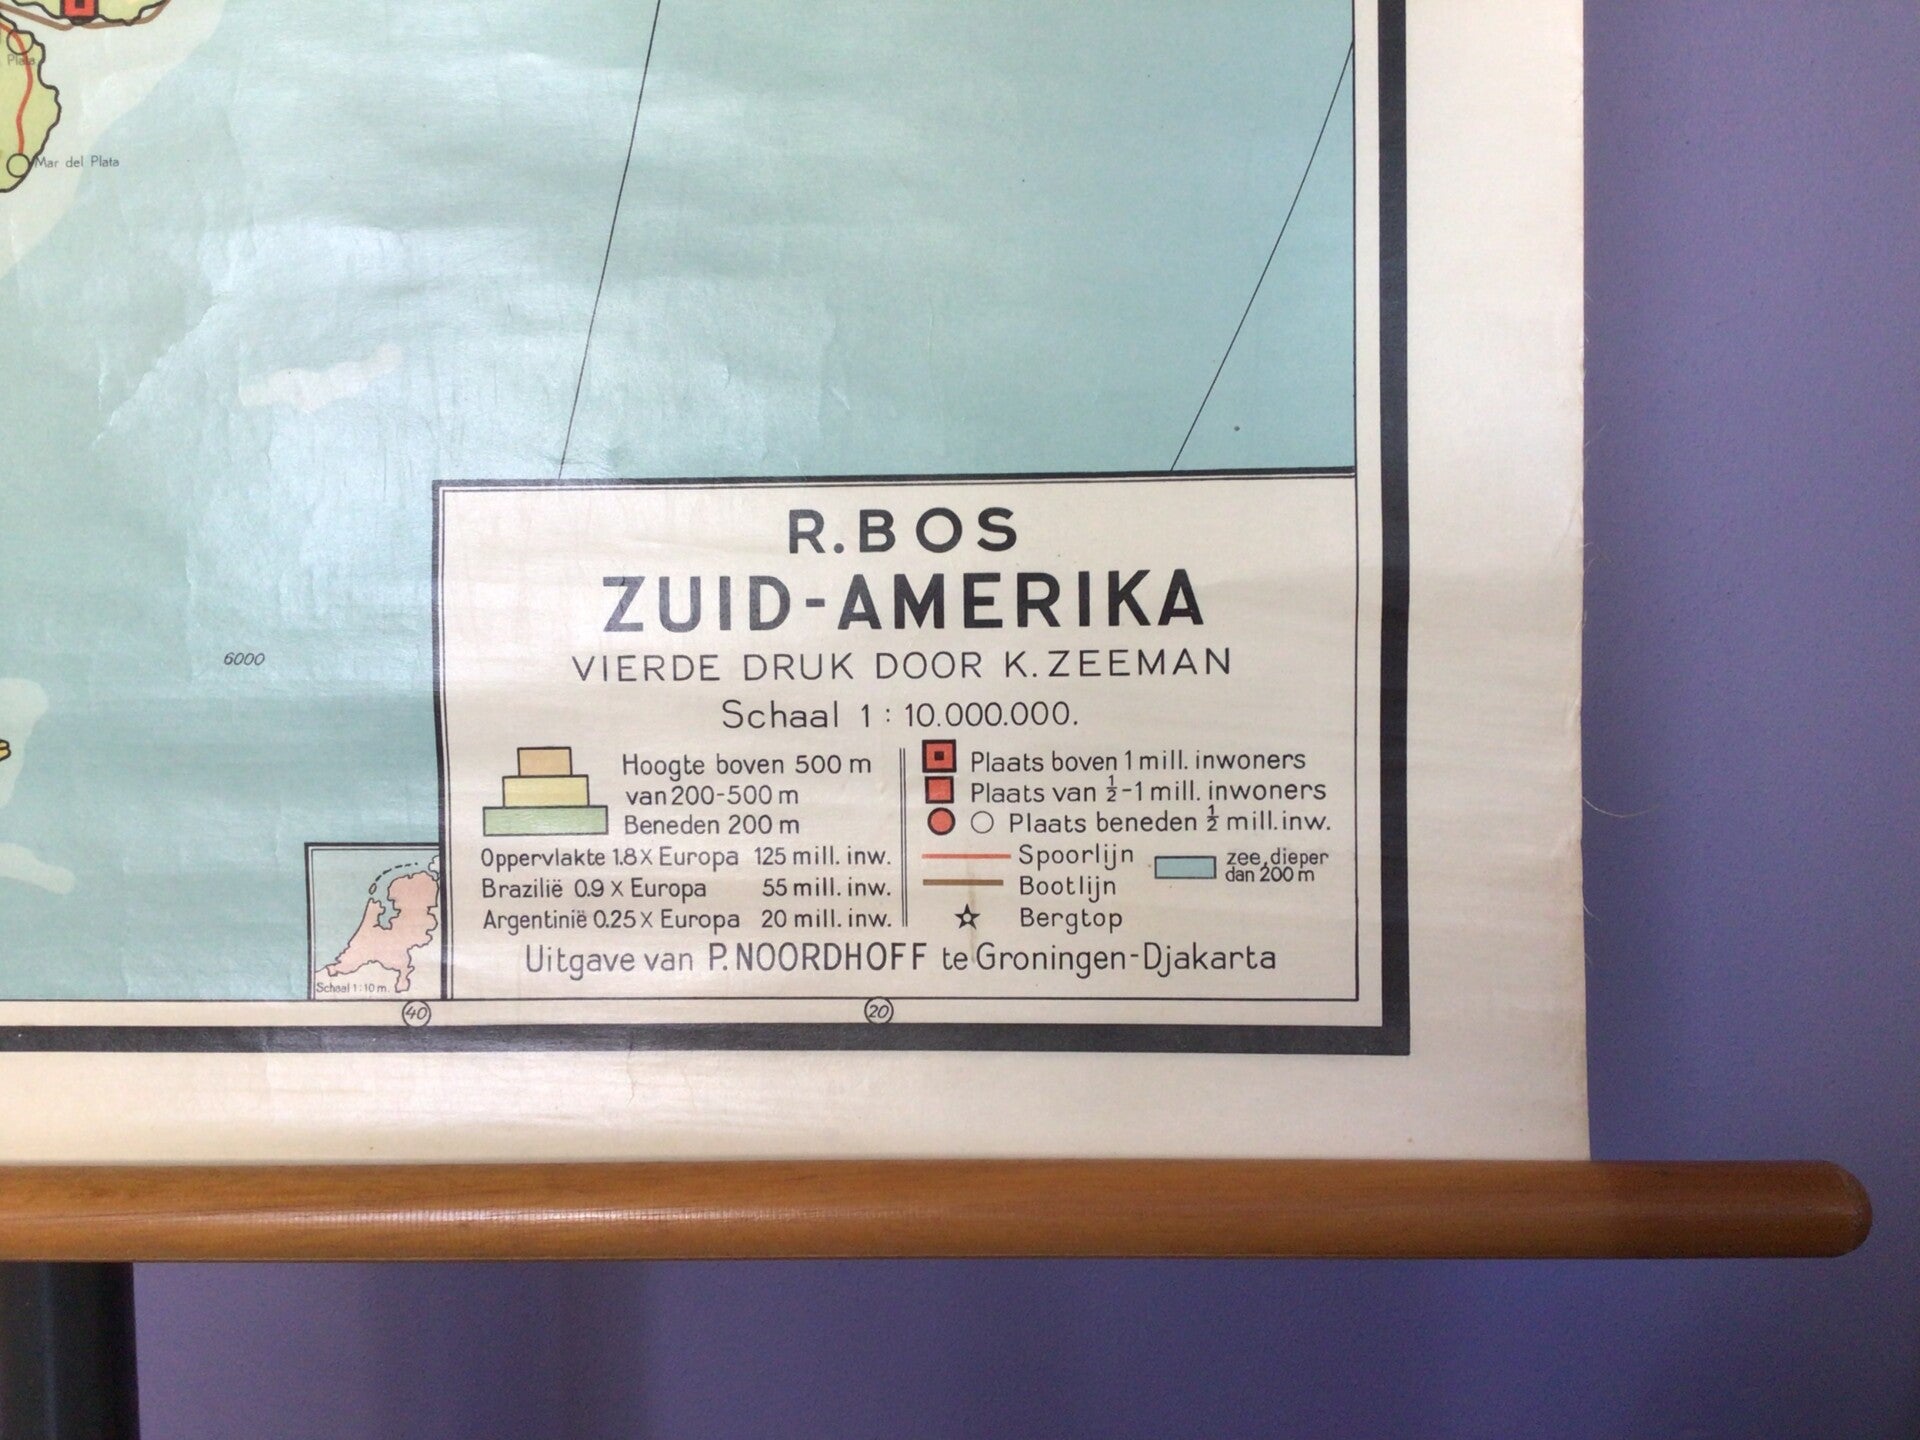 Plata
Mar del Plata
6000
R.BOS
ZUID-AMERIKA
VIERDE DRUK DOOR K. ZEEMAN
Schaal 1 : 10.000.000.
Hoogte boven 500 m
van 200-500 m
Beneden 200 m
Oppervlakte 1.8 X Europa 125 mill. inw.
Brazilië 0.9 X Europa 55 mill. inw.
Argentinië 0.25 X Europa 20 mill. inw.
Plaats boven 1 mill. inwoners
Plaats van ½-1 mill. inwoners
Plaats beneden ½ mill. inw.
Spoorlijn
Bootlijn
Bergtop
zee, dieper
dan 200 m
Uitgave van P. NOORDHOFF te Groningen-Djakarta
Schaal 1:10 m.
40
20